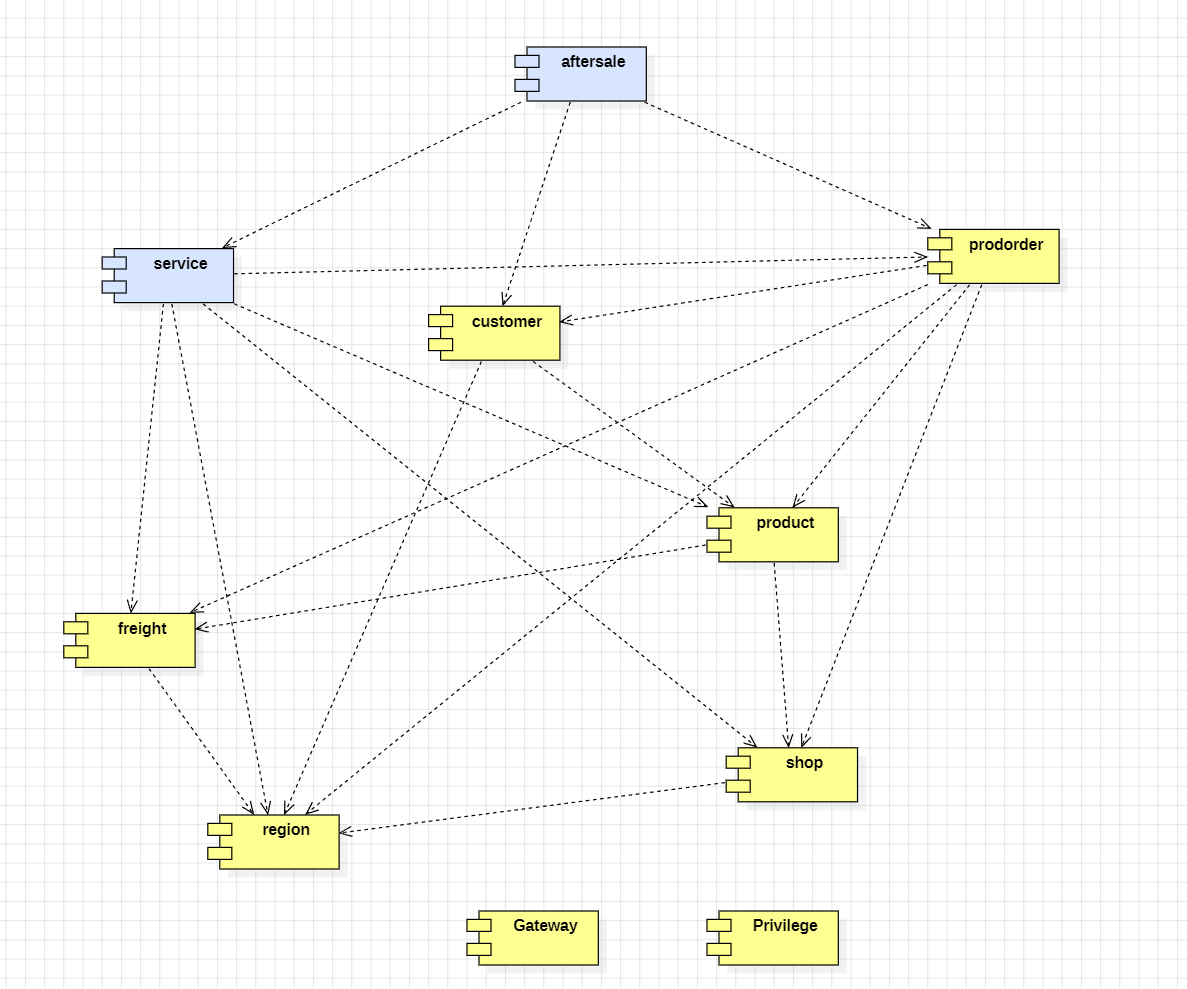 aftersale
prodorder
service
customer
product
freight
shop
region
Gateway
Privilege